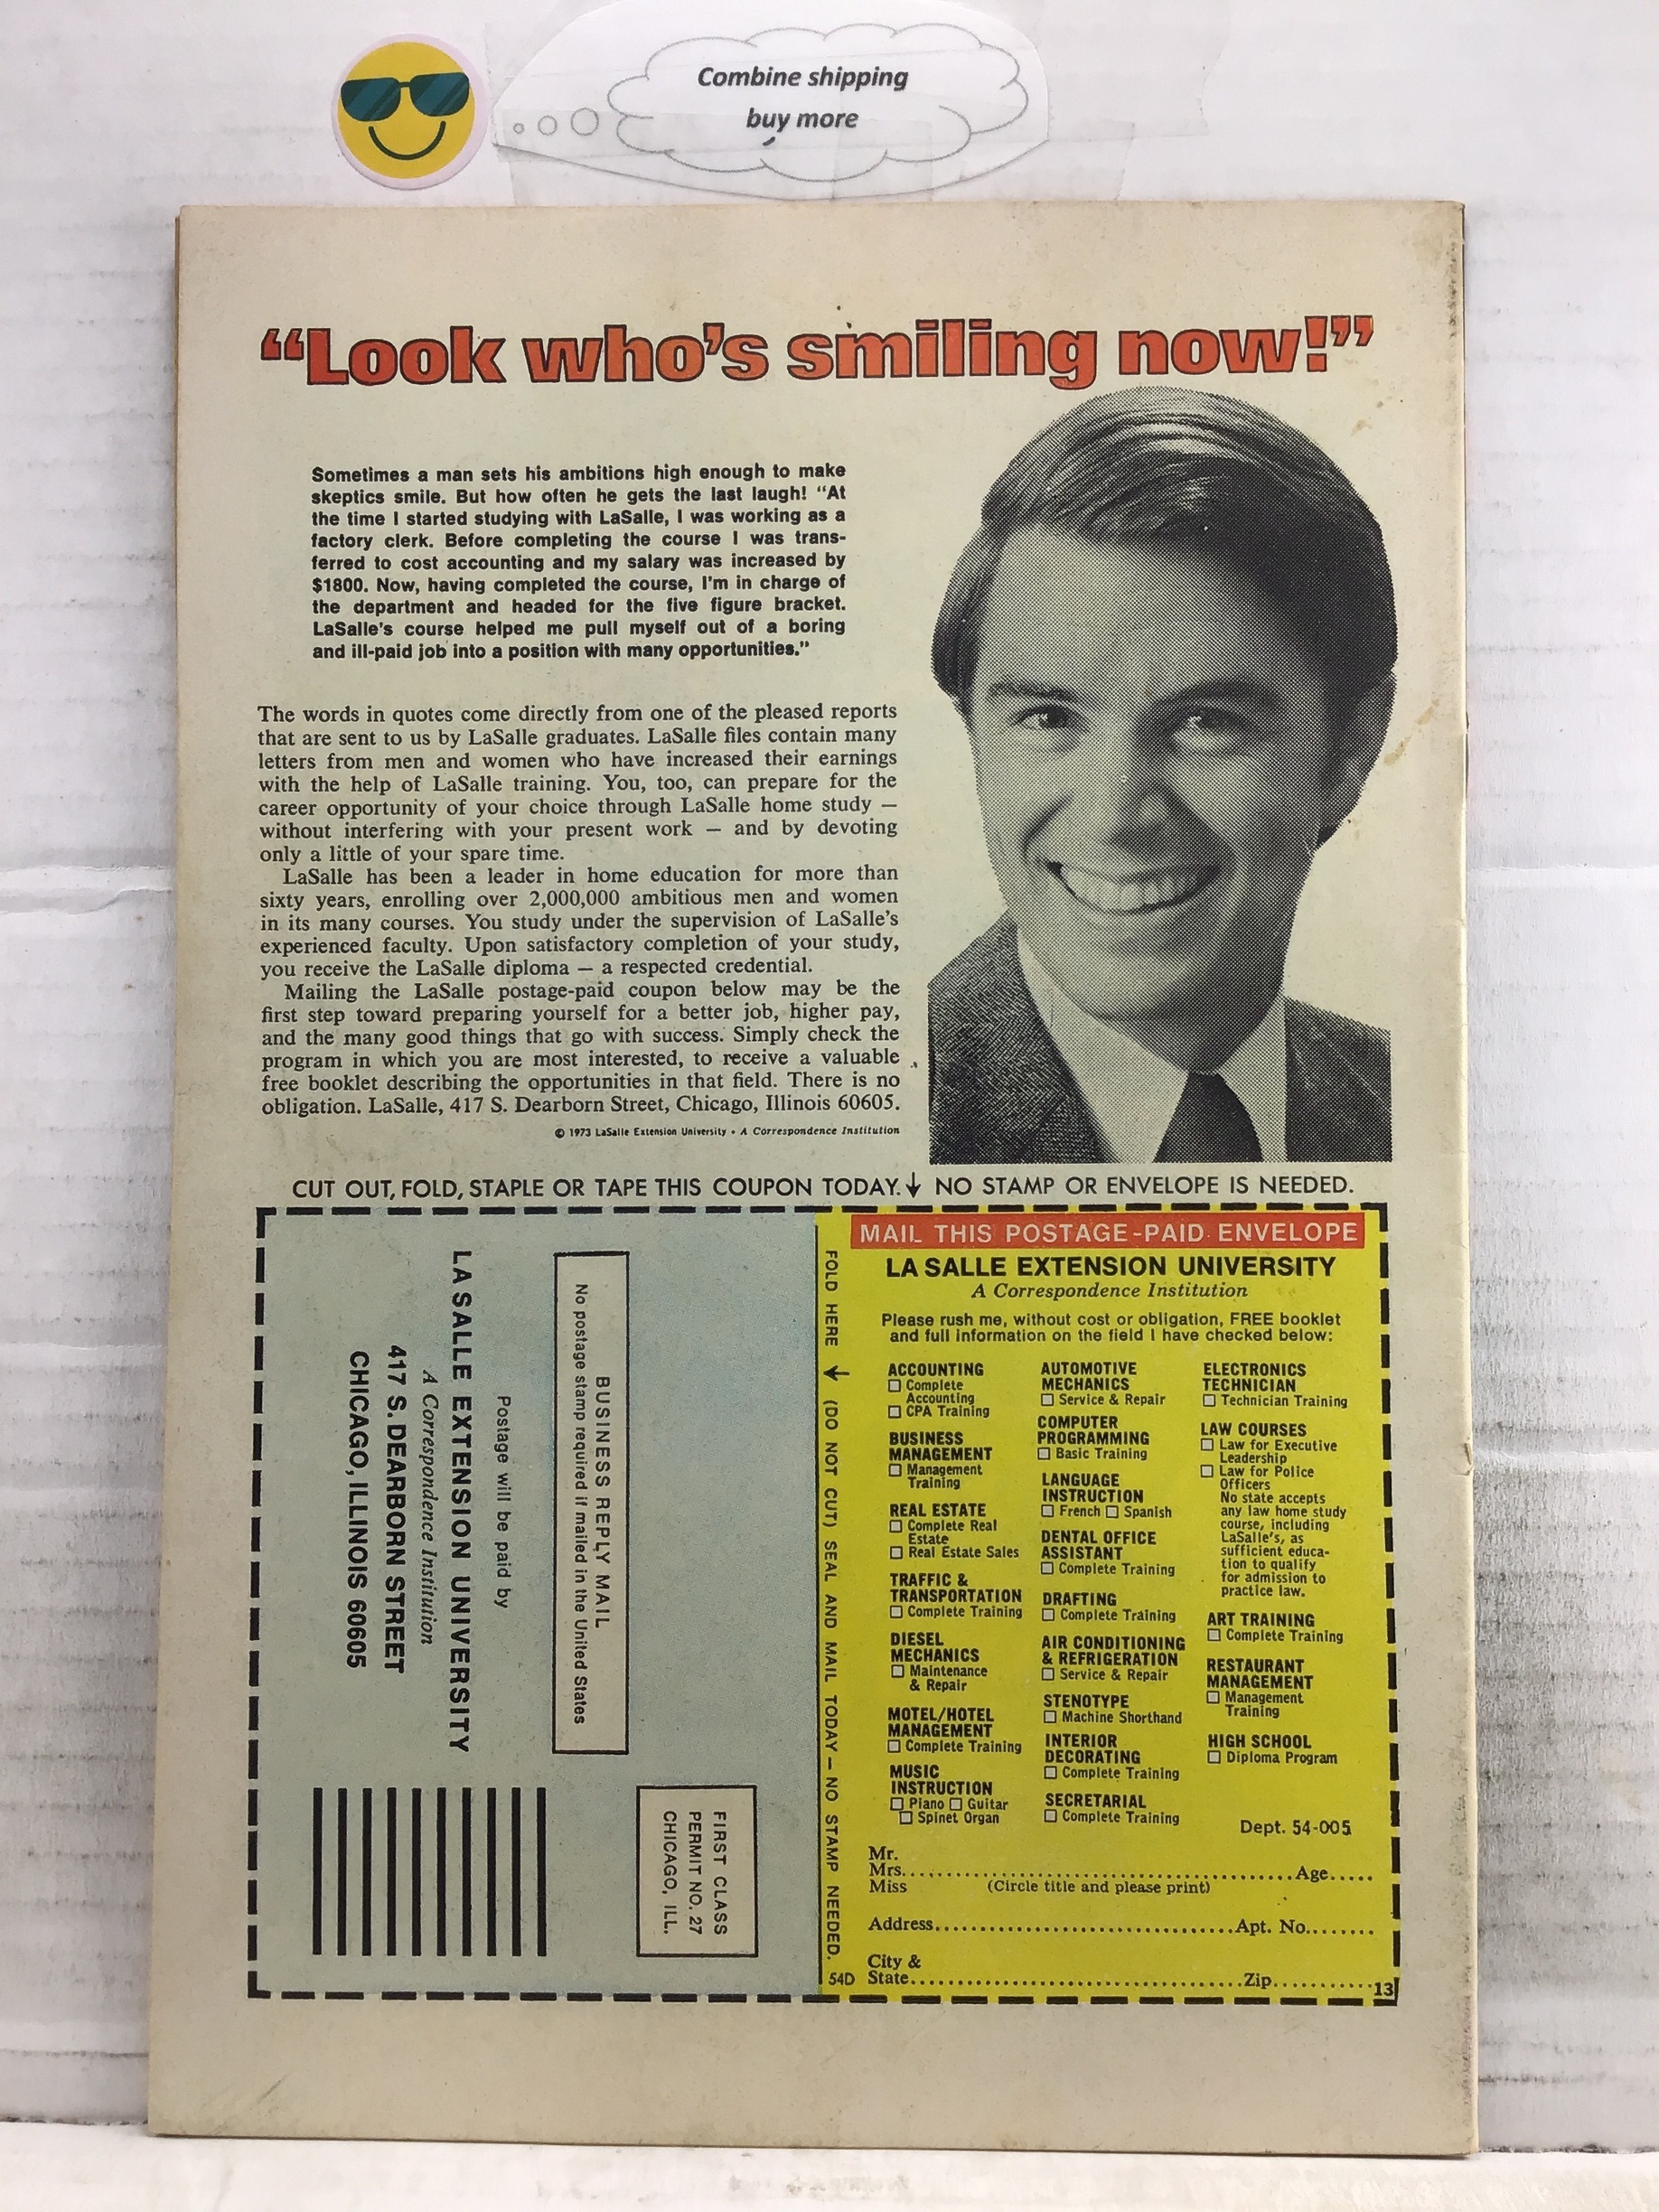 Combine shipping
buy more
“Look who’s smiling now!”
Sometimes a man sets his ambitions high enough to make
skeptics smile. But how often he gets the last laugh! “At
the time I started studying with LaSalle, I was working as a
factory clerk. Before completing the course I was trans-
ferred to cost accounting and my salary was increased by
$1800. Now, having completed the course, I’m in charge of
the department and headed for the five figure bracket.
LaSalle’s course helped me pull myself out of a boring
and ill-paid job into a position with many opportunities.”
The words in quotes come directly from one of the pleased reports
that are sent to us by LaSalle graduates. LaSalle files contain many
letters from men and women who have increased their earnings
with the help of LaSalle training. You, too, can prepare for the
career opportunity of your choice through LaSalle home study —
without interfering with your present work — and by devoting
only a little of your spare time.
LaSalle has been a leader in home education for more than
sixty years, enrolling over 2,000,000 ambitious men and women
in its many courses. You study under the supervision of LaSalle’s
experienced faculty. Upon satisfactory completion of your study,
you receive the LaSalle diploma — a respected credential.
Mailing the LaSalle postage-paid coupon below may be the
first step toward preparing yourself for a better job, higher pay,
and the many good things that go with success. Simply check the
program in which you are most interested, to receive a valuable
free booklet describing the opportunities in that field. There is no
obligation. LaSalle, 417 S. Dearborn Street, Chicago, Illinois 60605.
© 1973 LaSalle Extension University • A Correspondence Institution
CUT OUT, FOLD, STAPLE OR TAPE THIS COUPON TODAY. ↓ NO STAMP OR ENVELOPE IS NEEDED.
FIRST CLASS
PERMIT NO. 27
CHICAGO, ILL.
BUSINESS REPLY MAIL
No postage stamp required if mailed in the United States
Postage will be paid by
LA SALLE EXTENSION UNIVERSITY
A Correspondence Institution
417 S. DEARBORN STREET
CHICAGO, ILLINOIS 60605
FOLD HERE ↓ (DO NOT CUT) SEAL AND MAIL TODAY — NO STAMP NEEDED.
MAIL THIS POSTAGE-PAID ENVELOPE
LA SALLE EXTENSION UNIVERSITY
A Correspondence Institution
Please rush me, without cost or obligation, FREE booklet
and full information on the field I have checked below:
ACCOUNTING
☐ Complete
Accounting
☐ CPA Training
BUSINESS
MANAGEMENT
☐ Management
Training
REAL ESTATE
☐ Complete Real
Estate
☐ Real Estate Sales
TRAFFIC &
TRANSPORTATION
☐ Complete Training
DIESEL
MECHANICS
☐ Maintenance
& Repair
MOTEL/HOTEL
MANAGEMENT
☐ Complete Training
MUSIC
INSTRUCTION
☐ Piano ☐ Guitar
☐ Spinet Organ
AUTOMOTIVE
MECHANICS
☐ Service & Repair
COMPUTER
PROGRAMMING
☐ Basic Training
LANGUAGE
INSTRUCTION
☐ French ☐ Spanish
DENTAL OFFICE
ASSISTANT
☐ Complete Training
DRAFTING
☐ Complete Training
AIR CONDITIONING
& REFRIGERATION
☐ Service & Repair
STENOTYPE
☐ Machine Shorthand
INTERIOR
DECORATING
☐ Complete Training
SECRETARIAL
☐ Complete Training
ELECTRONICS
TECHNICIAN
☐ Technician Training
LAW COURSES
☐ Law for Executive
Leadership
☐ Law for Police
Officers
No state accepts
any law home study
course, including
LaSalle’s, as
sufficient educa-
tion to qualify
for admission to
practice law.
ART TRAINING
☐ Complete Training
RESTAURANT
MANAGEMENT
☐ Management
Training
HIGH SCHOOL
☐ Diploma Program
Dept. 54-005
Mr.
Mrs. Age
Miss (Circle title and please print)
Address Apt. No.
City &
54D State Zip 13